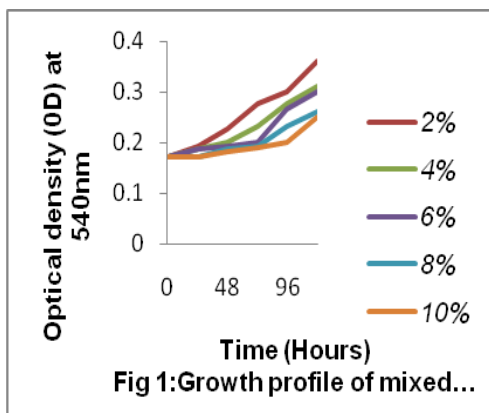 0.4
0.3
0.2
0.1
0
Optical density (0D) at
540nm
0 48 96
Time (Hours)
2%
4%
6%
8%
10%
Fig 1:Growth profile of mixed...